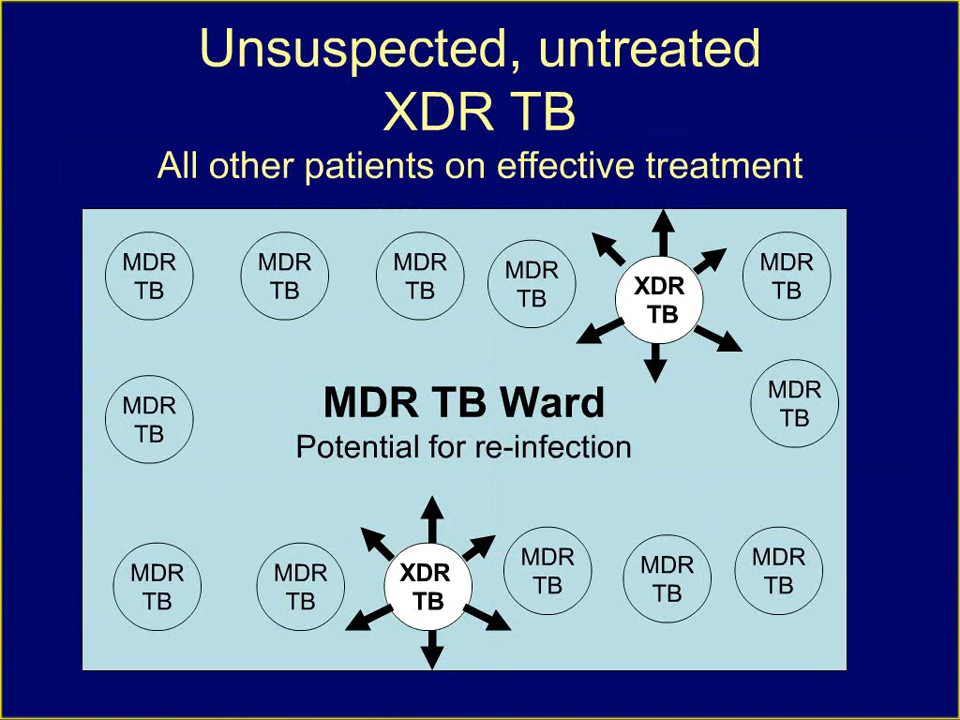 Unsuspected, untreated
XDR TB
All other patients on effective treatment
MDR
TB
MDR
TB
MDR
TB
MDR
TB
XDR
TB
MDR
TB
MDR
TB
MDR TB Ward
Potential for re-infection
MDR
TB
MDR
TB
MDR
TB
XDR
TB
MDR
TB
MDR
TB
MDR
TB